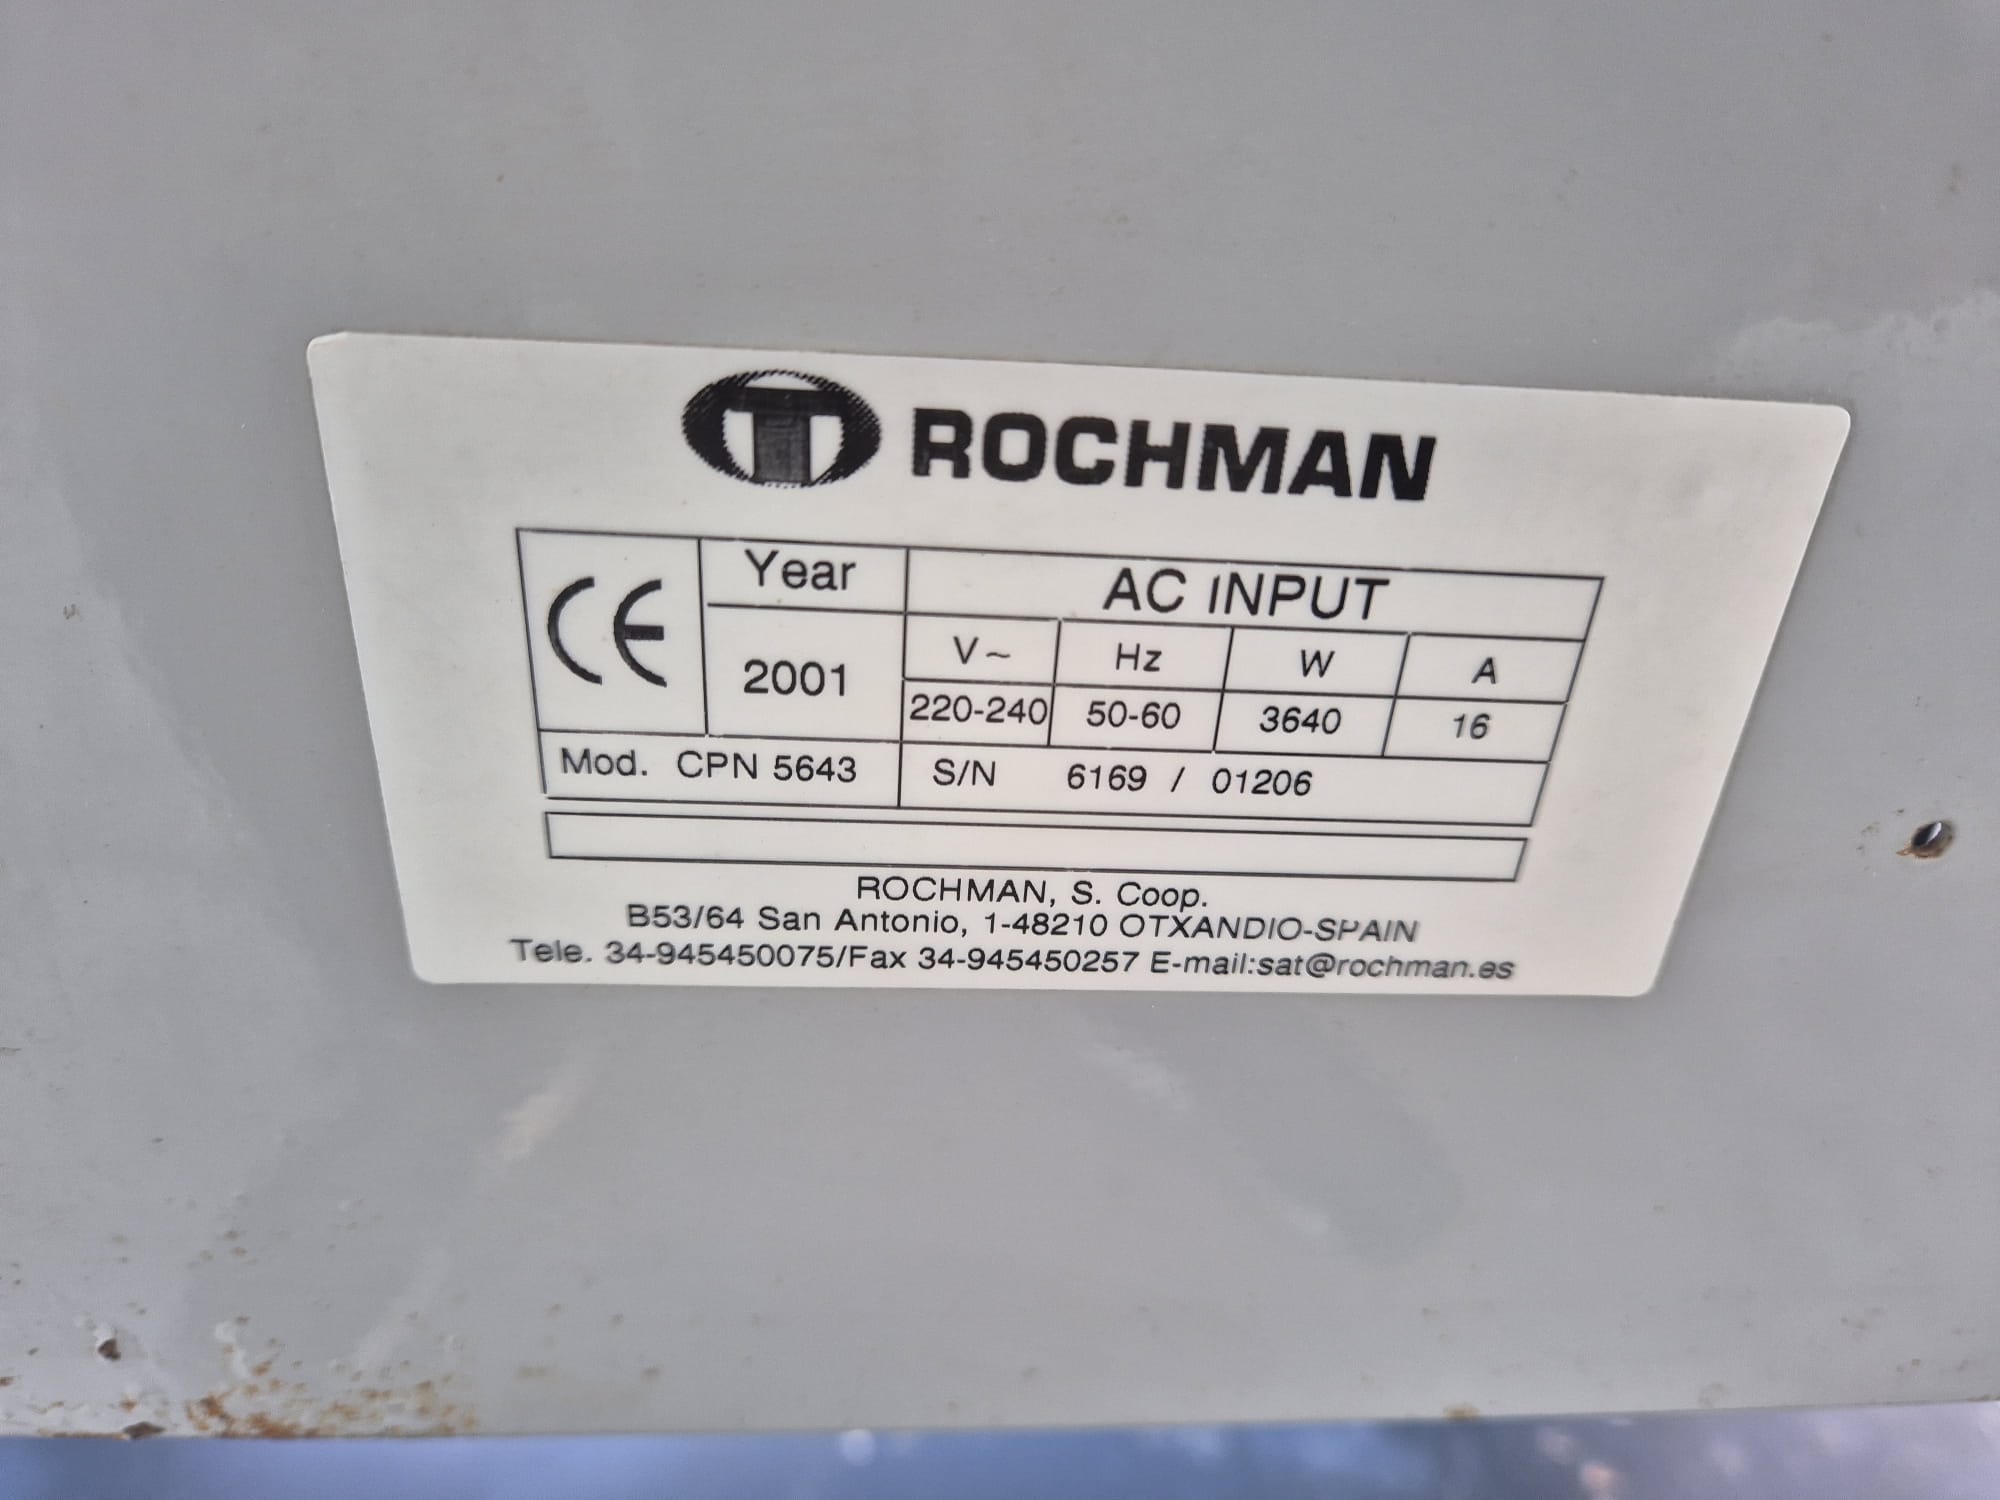 ROCHMAN
CE Year AC INPUT
2001 V~ Hz W A
220-240 50-60 3640 16
Mod. CPN 5643 S/N 6169 / 01206
ROCHMAN, S. Coop.
B53/64 San Antonio, 1-48210 OTXANDIO-SPAIN
Tele. 34-945450075/Fax 34-945450257 E-mail:sat@rochman.es